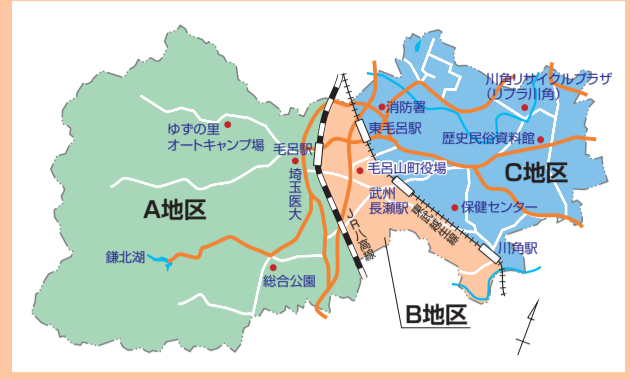 川角リサイクルプラザ
(リプラ川角)
消防署
東毛呂駅
ゆずの里
オートキャンプ場
毛呂駅
歴史民俗資料館
毛呂山町役場
C地区
埼玉医大
武州
長瀬駅
A地区
保健センター
JR八高線
東武越生線
川角駅
鎌北湖
総合公園
B地区